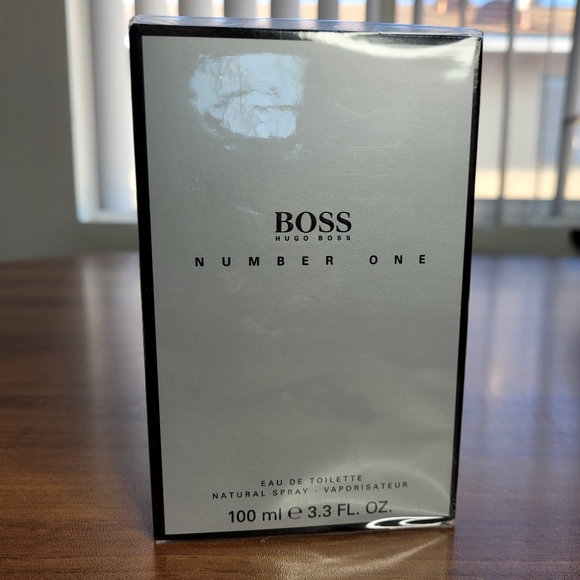 BOSS
HUGO BOSS
NUMBER ONE
EAU DE TOILETTE
NATURAL SPRAY · VAPORISATEUR
100 ml ℮ 3.3 FL. OZ.